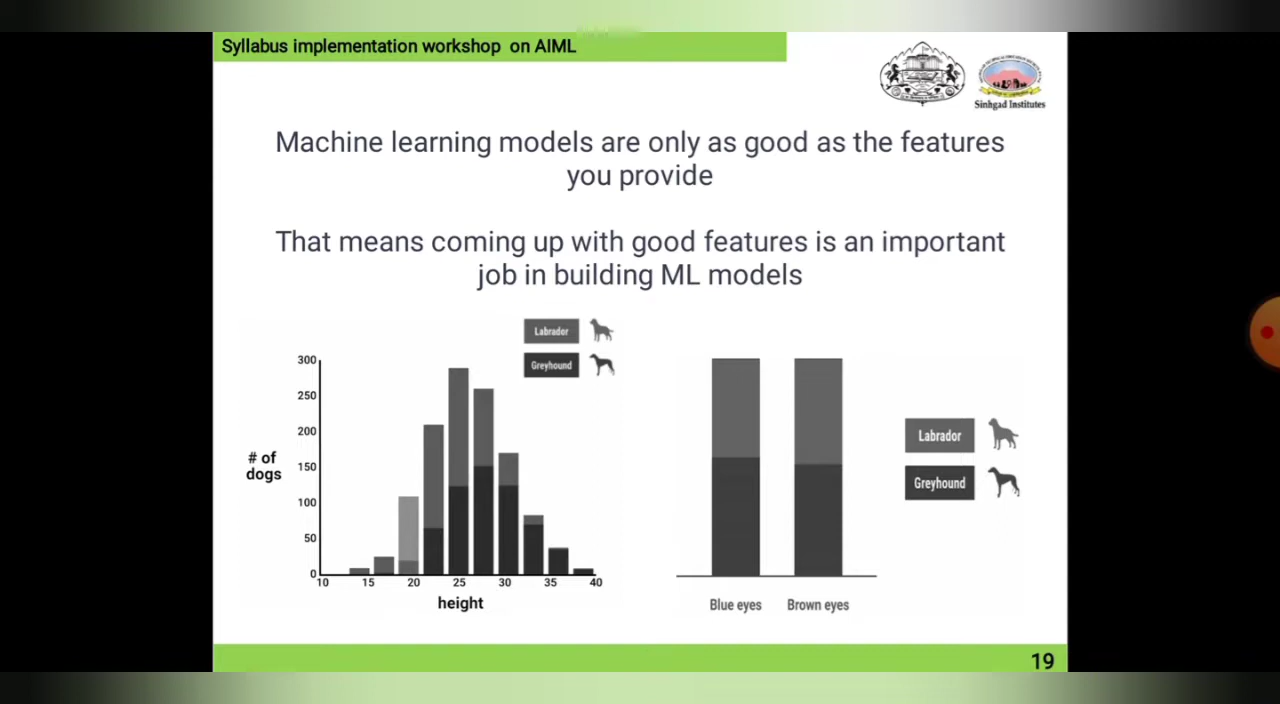 Syllabus implementation workshop on AIML
Sinhgad Institutes
Machine learning models are only as good as the features
you provide
That means coming up with good features is an important
job in building ML models
Labrador
Greyhound
300
250
200
150
100
50
0
# of
dogs
10 15 20 25 30 35 40
height
Labrador
Greyhound
Blue eyes Brown eyes
19